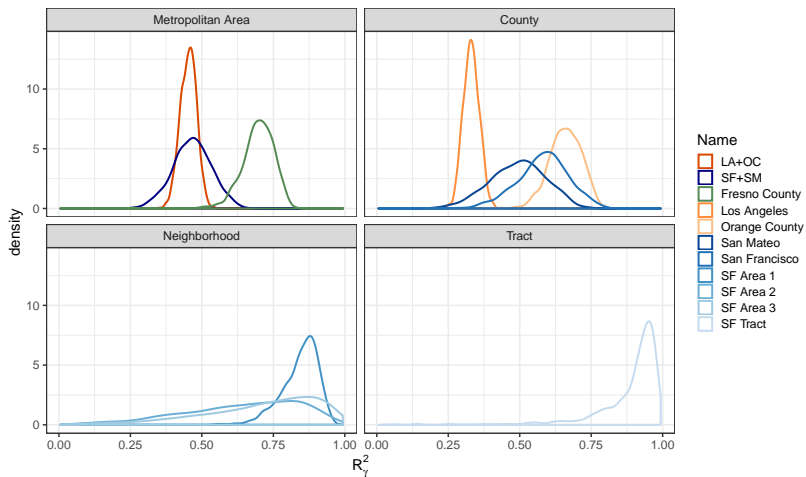 Metropolitan Area
County
10
5
0
Neighborhood
Tract
10
5
0
0.00 0.25 0.50 0.75 1.00 0.00 0.25 0.50 0.75 1.00
R²γ
density
Name
LA+OC
SF+SM
Fresno County
Los Angeles
Orange County
San Mateo
San Francisco
SF Area 1
SF Area 2
SF Area 3
SF Tract